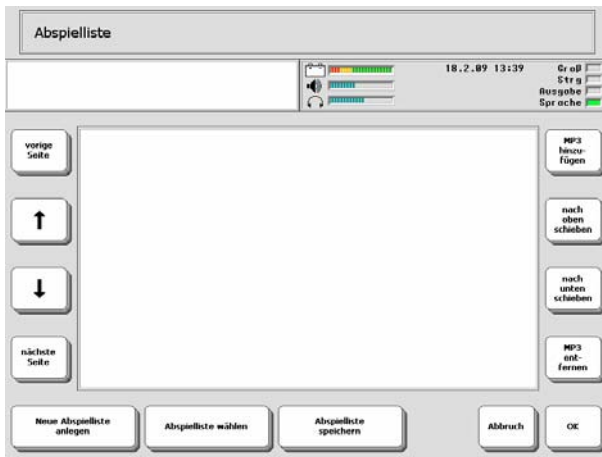 Abspielliste
18.2.09 13:39
Groß
Strg
Ausgabe
Sprache
vorige
Seite
MP3
hinzu-
fügen
nach
oben
schieben
nach
unten
schieben
nächste
Seite
MP3
ent-
fernen
Neue Abspielliste
anlegen
Abspielliste wählen
Abspielliste
speichern
Abbruch
OK